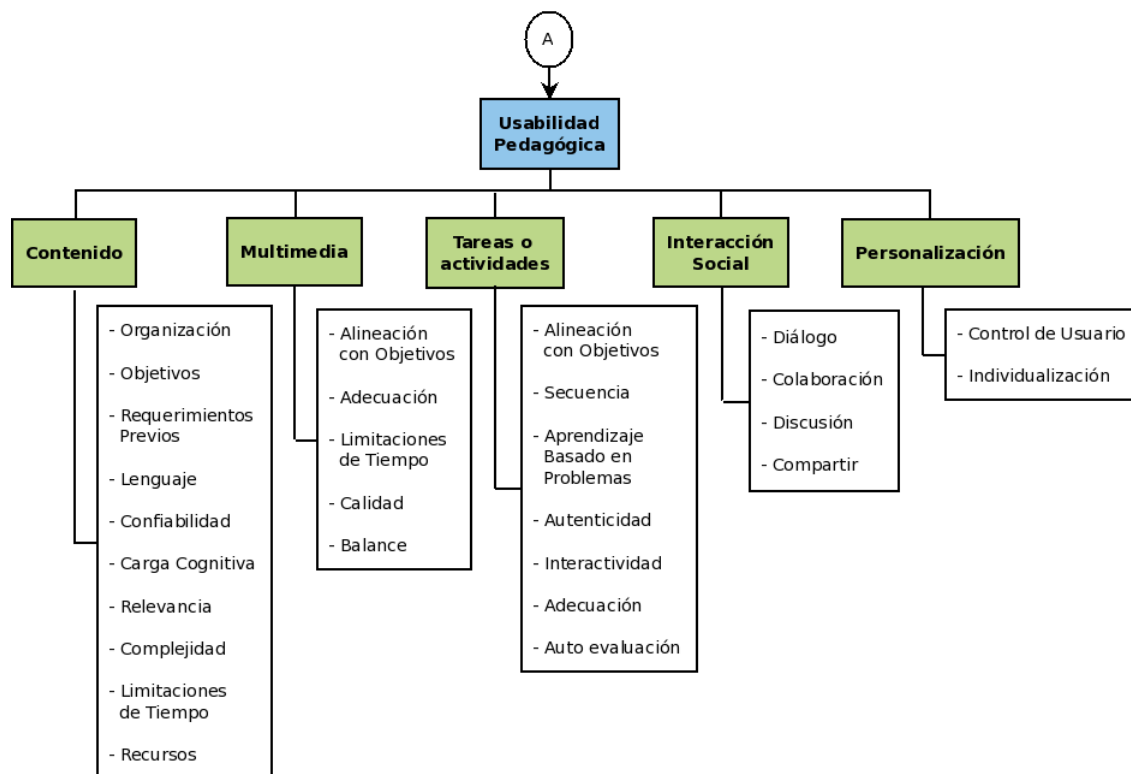 A
Usabilidad
Pedagógica
Contenido
Multimedia
Tareas o
actividades
Interacción
Social
Personalización
- Organización
- Objetivos
- Requerimientos
Previos
- Lenguaje
- Confiabilidad
- Carga Cognitiva
- Relevancia
- Complejidad
- Limitaciones
de Tiempo
- Recursos
- Alineación
con Objetivos
- Adecuación
- Limitaciones
de Tiempo
- Calidad
- Balance
- Alineación
con Objetivos
- Secuencia
- Aprendizaje
Basado en
Problemas
- Autenticidad
- Interactividad
- Adecuación
- Auto evaluación
- Diálogo
- Colaboración
- Discusión
- Compartir
- Control de Usuario
- Individualización